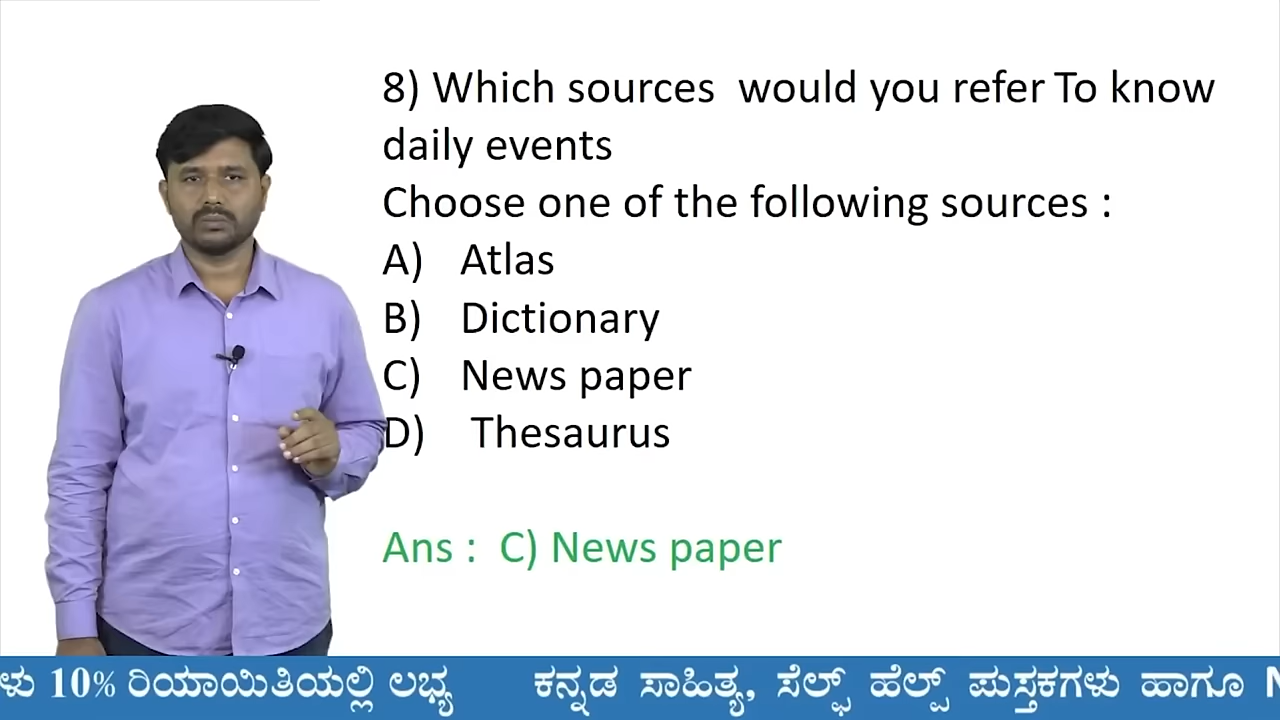 8) Which sources would you refer To know
daily events
Choose one of the following sources :
A) Atlas
B) Dictionary
C) News paper
D) Thesaurus
Ans : C) News paper
ಳು 10% ರಿಯಾಯಿತಿಯಲ್ಲಿ ಲಭ್ಯ ಕನ್ನಡ ಸಾಹಿತ್ಯ, ಸೆಲ್ಫ್ ಹೆಲ್ಪ್ ಪುಸ್ತಕಗಳು ಹಾಗೂ